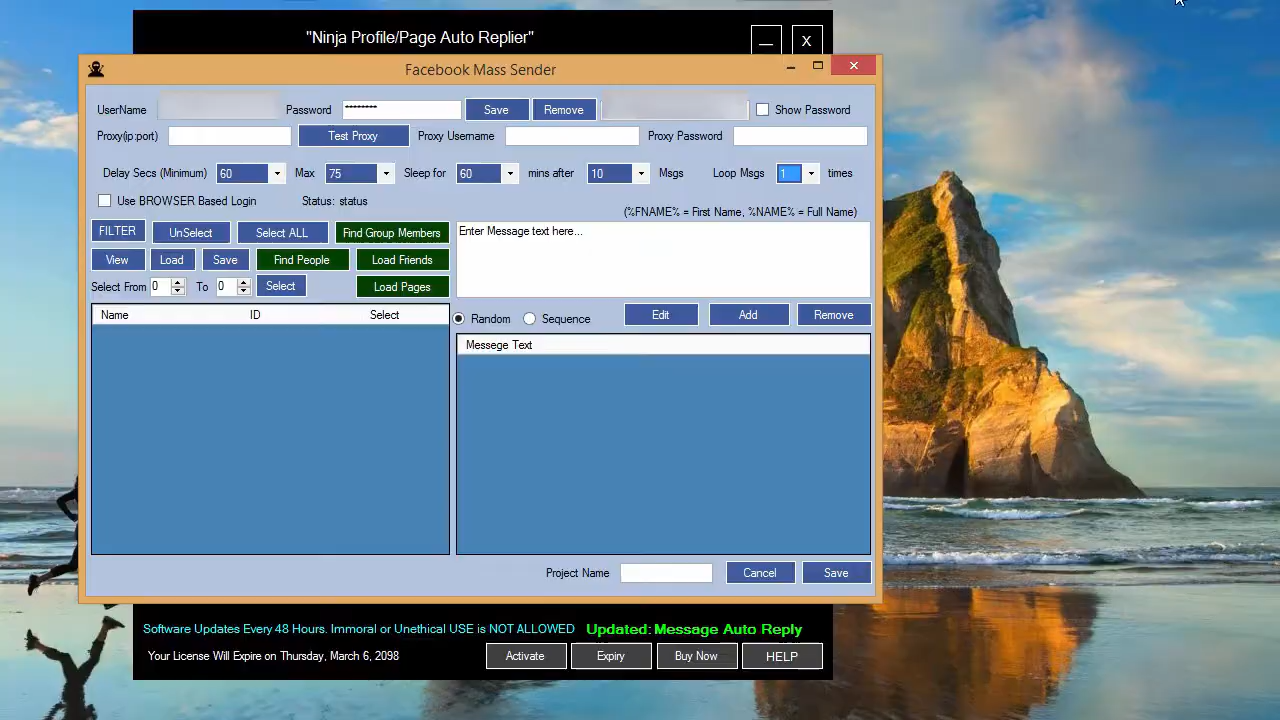 "Ninja Profile/Page Auto Replier"
X
Facebook Mass Sender
UserName Password ******** Save Remove Show Password
Proxy(ip:port) Test Proxy Proxy Username Proxy Password
Delay Secs (Minimum) 60 Max 75 Sleep for 60 mins after 10 Msgs Loop Msgs 1 times
Use BROWSER Based Login Status: status
(%FNAME% = First Name, %NAME% = Full Name)
FILTER UnSelect Select ALL Find Group Members
Enter Message text here...
View Load Save Find People Load Friends
Select From 0 To 0 Select Load Pages
Name ID Select
Random Sequence Edit Add Remove
Messege Text
Project Name Cancel Save
Software Updates Every 48 Hours. Immoral or Unethical USE is NOT ALLOWED Updated: Message Auto Reply
Your License Will Expire on Thursday, March 6, 2098 Activate Expiry Buy Now HELP